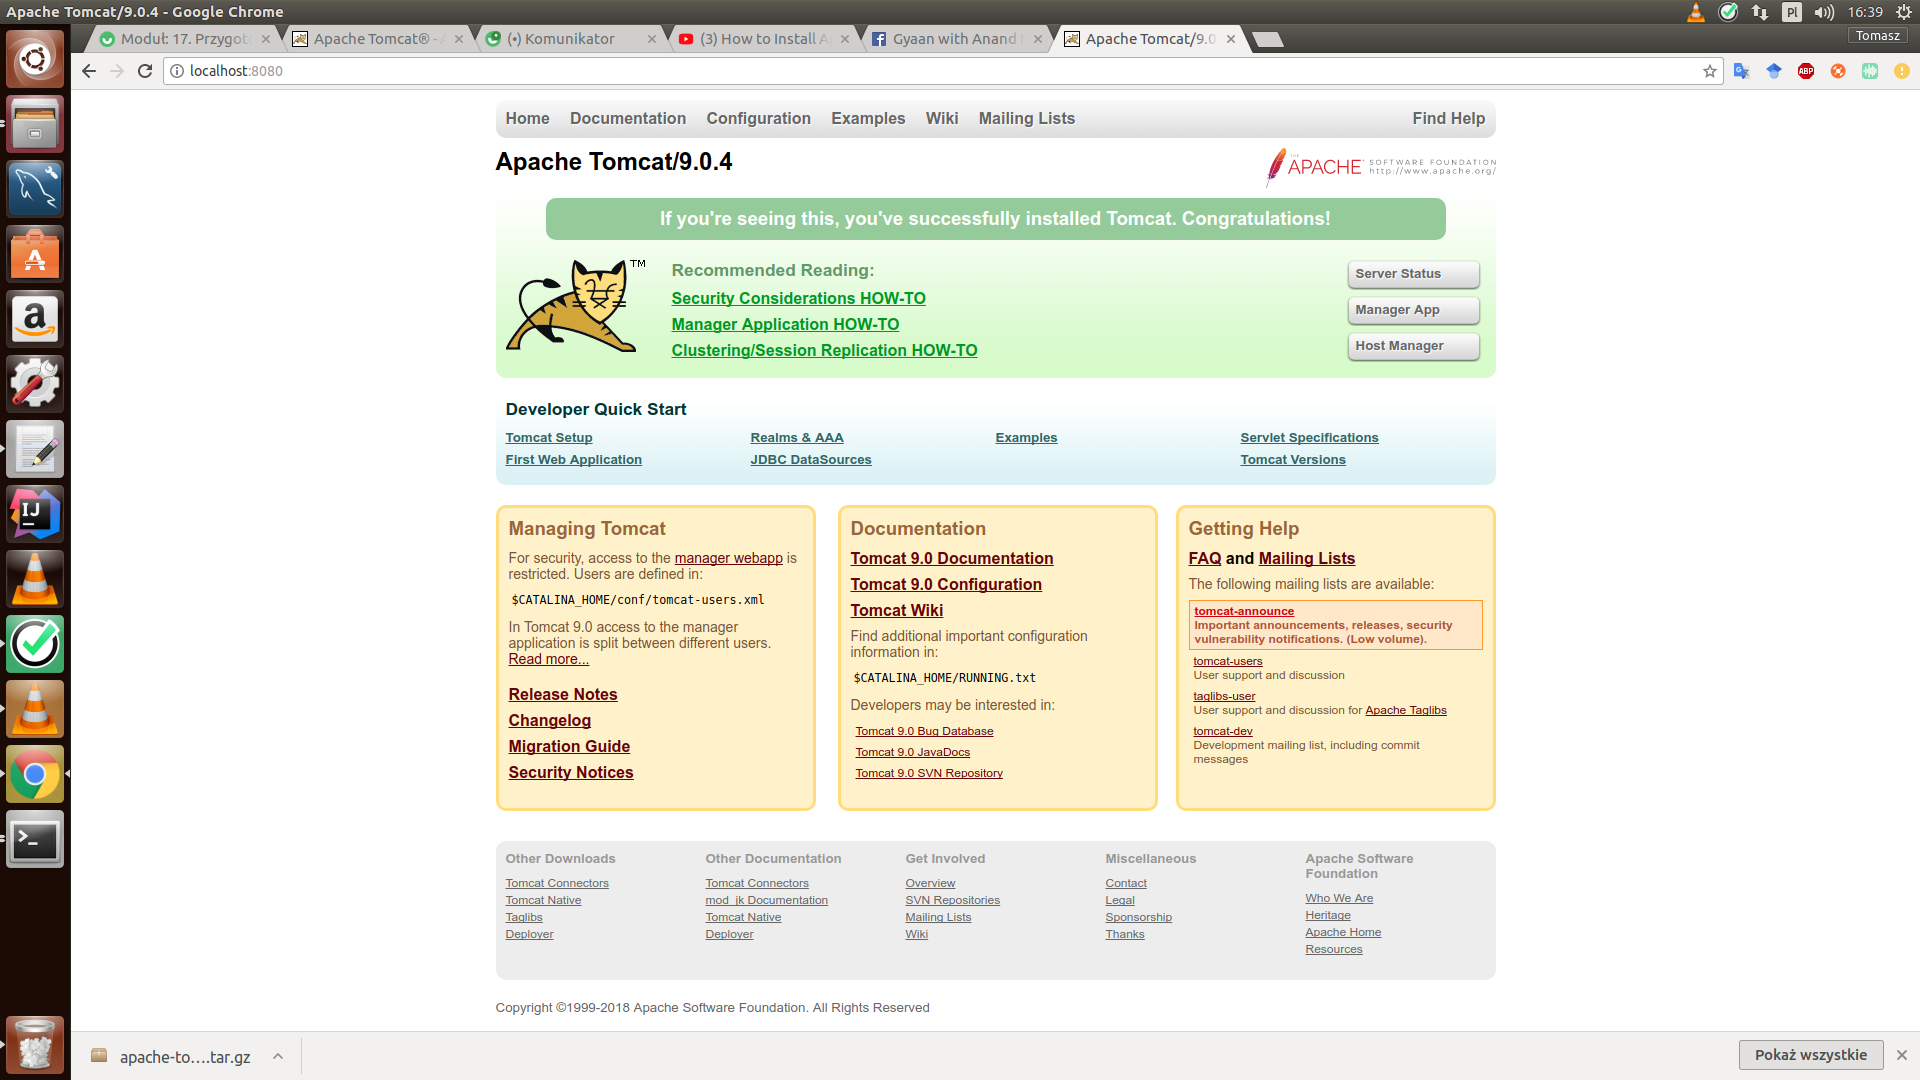 Apache Tomcat/9.0.4 - Google Chrome
Pl
16:39
Moduł: 17. Przygoto
Apache Tomcat® - A
(•) Komunikator
(3) How to Install A
Gyaan with Anand
Apache Tomcat/9.0
Tomasz
localhost:8080
ABP
Home Documentation Configuration Examples Wiki Mailing Lists Find Help
Apache Tomcat/9.0.4
THE APACHE SOFTWARE FOUNDATION
http://www.apache.org/
If you're seeing this, you've successfully installed Tomcat. Congratulations!
TM
Recommended Reading:
Security Considerations HOW-TO
Manager Application HOW-TO
Clustering/Session Replication HOW-TO
Server Status
Manager App
Host Manager
Developer Quick Start
Tomcat Setup
First Web Application
Realms & AAA
JDBC DataSources
Examples
Servlet Specifications
Tomcat Versions
Managing Tomcat
For security, access to the manager webapp is
restricted. Users are defined in:
$CATALINA_HOME/conf/tomcat-users.xml
In Tomcat 9.0 access to the manager
application is split between different users.
Read more...
Release Notes
Changelog
Migration Guide
Security Notices
Documentation
Tomcat 9.0 Documentation
Tomcat 9.0 Configuration
Tomcat Wiki
Find additional important configuration
information in:
$CATALINA_HOME/RUNNING.txt
Developers may be interested in:
Tomcat 9.0 Bug Database
Tomcat 9.0 JavaDocs
Tomcat 9.0 SVN Repository
Getting Help
FAQ and Mailing Lists
The following mailing lists are available:
tomcat-announce
Important announcements, releases, security
vulnerability notifications. (Low volume).
tomcat-users
User support and discussion
taglibs-user
User support and discussion for Apache Taglibs
tomcat-dev
Development mailing list, including commit
messages
Other Downloads
Tomcat Connectors
Tomcat Native
Taglibs
Deployer
Other Documentation
Tomcat Connectors
mod_jk Documentation
Tomcat Native
Deployer
Get Involved
Overview
SVN Repositories
Mailing Lists
Wiki
Miscellaneous
Contact
Legal
Sponsorship
Thanks
Apache Software
Foundation
Who We Are
Heritage
Apache Home
Resources
Copyright ©1999-2018 Apache Software Foundation. All Rights Reserved
apache-to....tar.gz
Pokaż wszystkie
A
a
IJ
>_